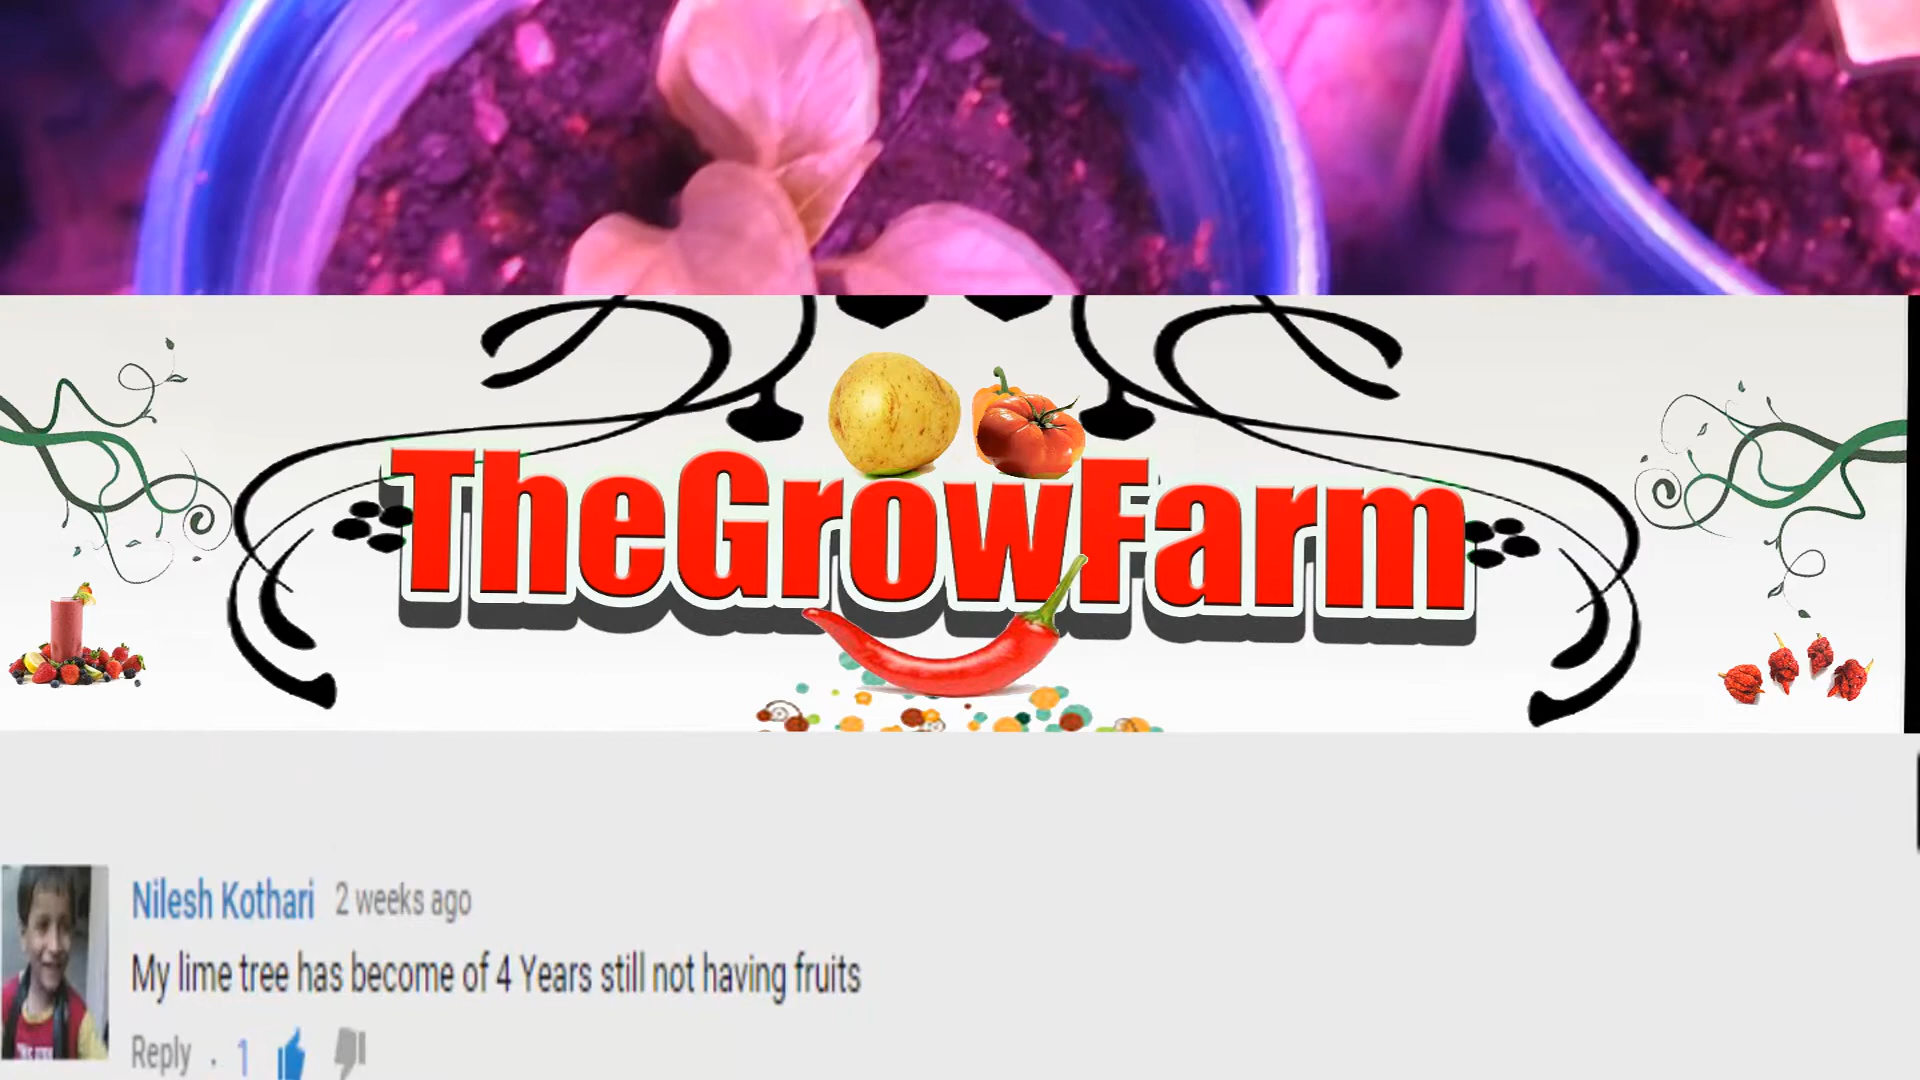 TheGrowFarm
Nilesh Kothari 2 weeks ago
My lime tree has become of 4 Years still not having fruits
Reply . 1